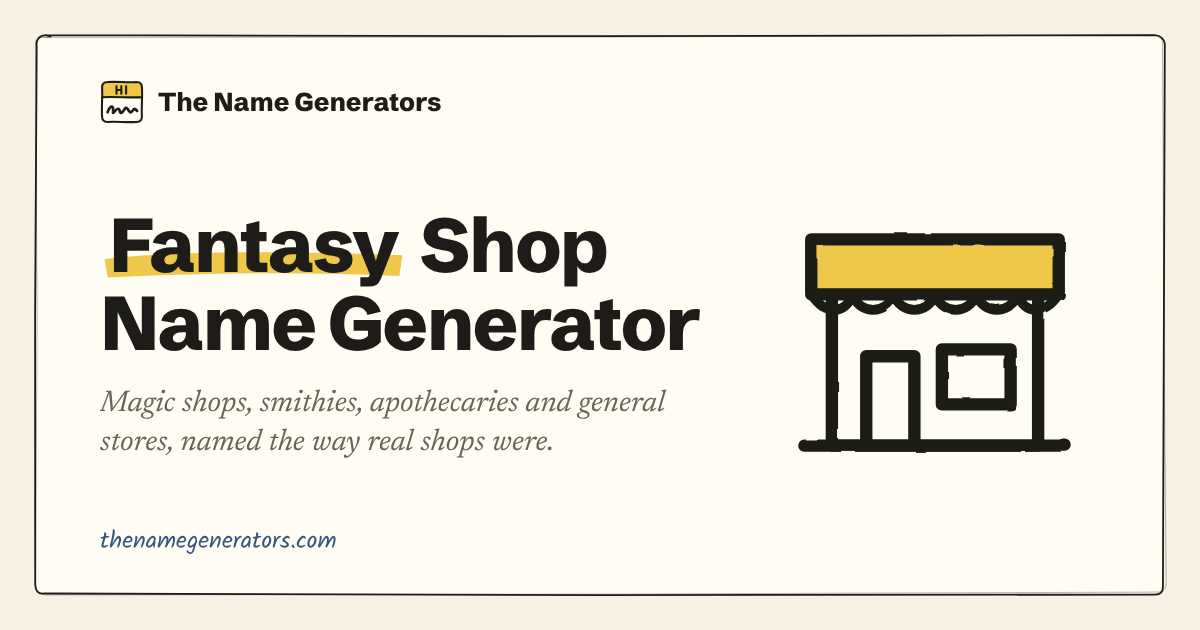 HI
The Name Generators
Fantasy Shop
Name Generator
Magic shops, smithies, apothecaries and general
stores, named the way real shops were.
thenamegenerators.com